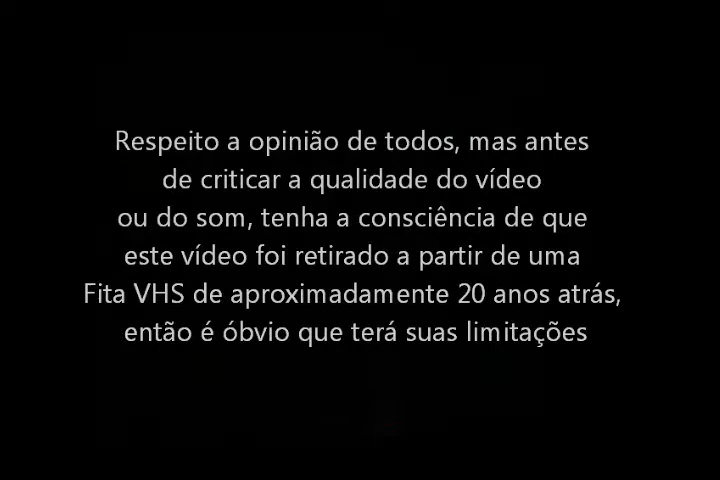 Respeito a opinião de todos, mas antes
de criticar a qualidade do vídeo
ou do som, tenha a consciência de que
este vídeo foi retirado a partir de uma
Fita VHS de aproximadamente 20 anos atrás,
então é óbvio que terá suas limitações